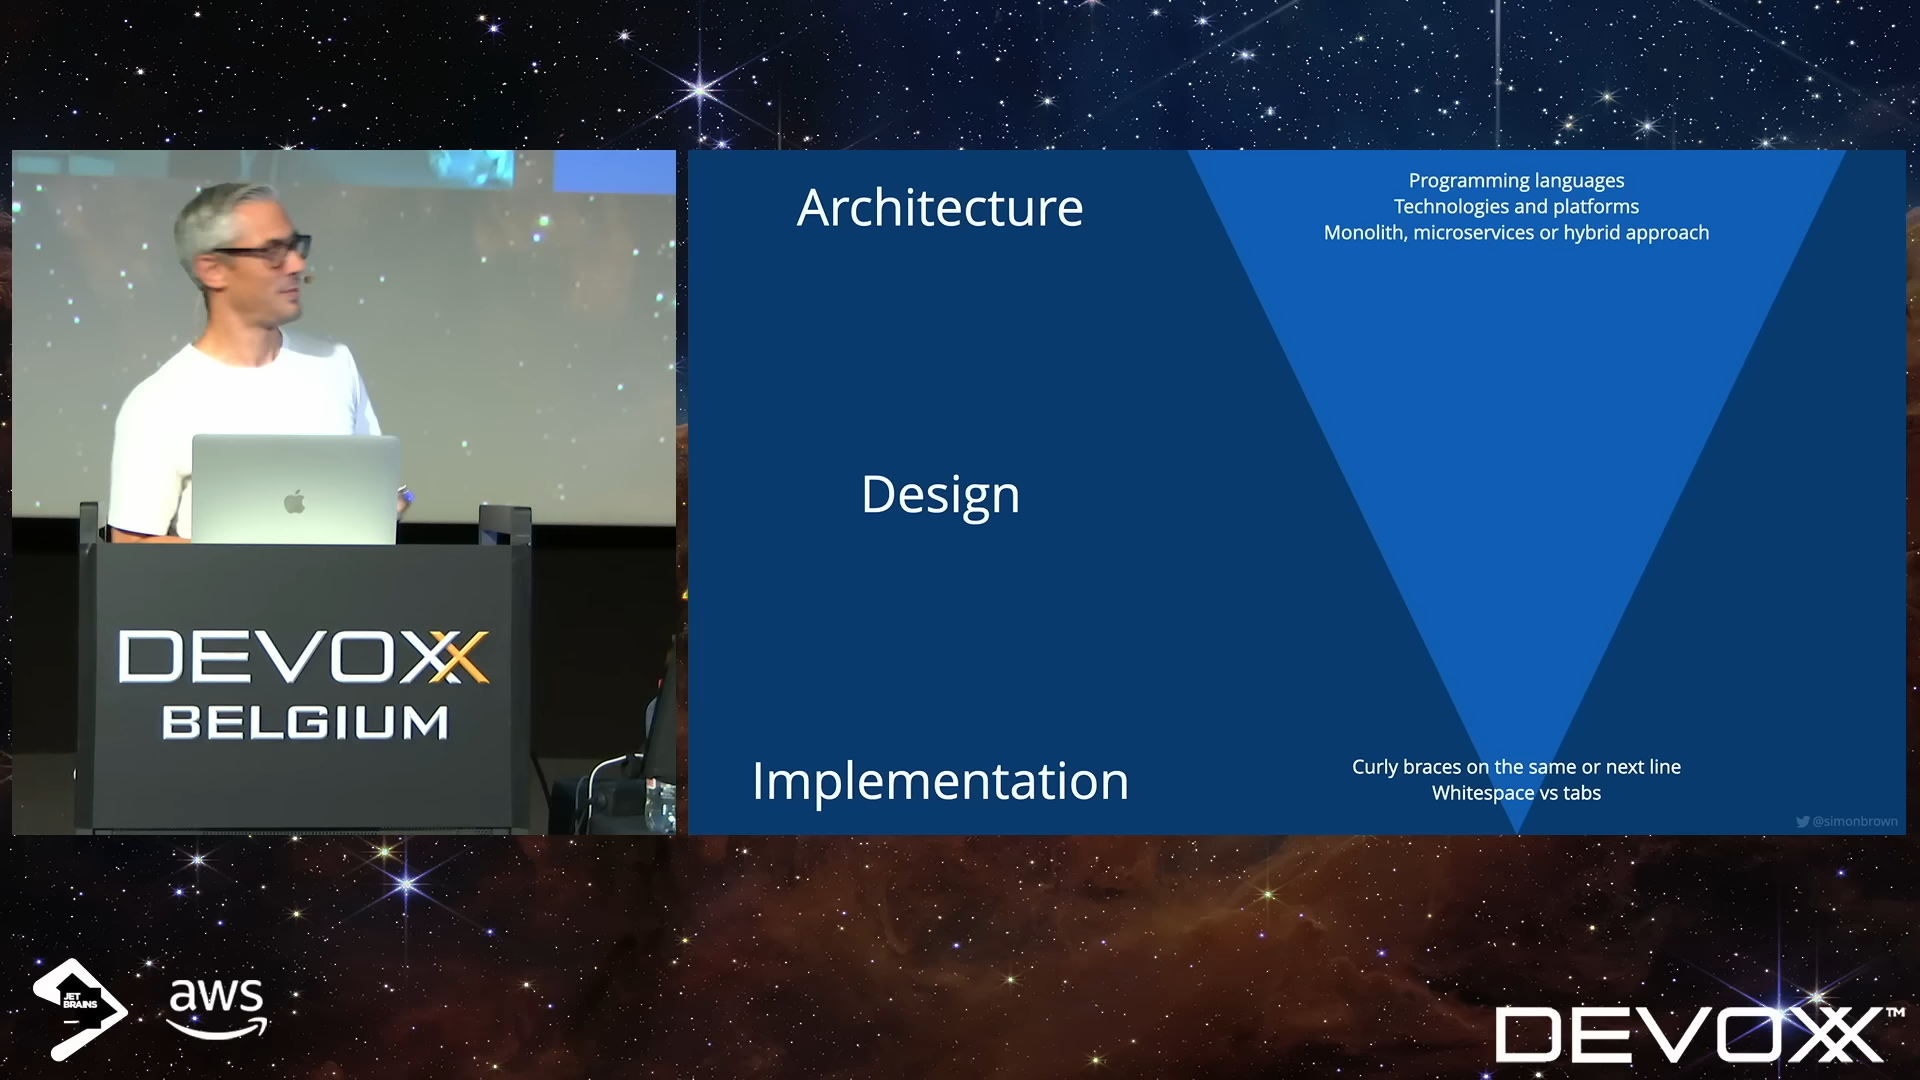 Architecture
Programming languages
Technologies and platforms
Monolith, microservices or hybrid approach
Design
Implementation
Curly braces on the same or next line
Whitespace vs tabs
@simonbrown
DEVOXX
BELGIUM
JET
BRAINS
aws
DEVOXX™